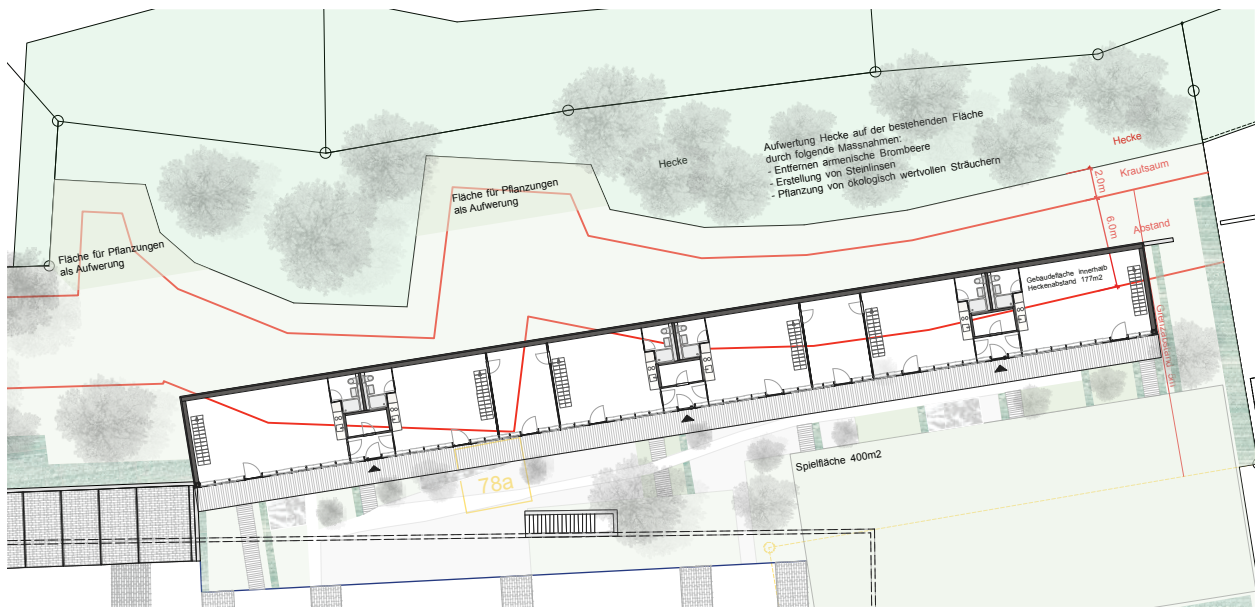 Aufwertung Hecke auf der bestehenden Fläche
durch folgende Massnahmen:
- Entfernen armenische Brombeere
- Erstellung von Steinlinsen
- Pflanzung von ökologisch wertvollen Sträuchern
Hecke
Hecke
2.0m
Krautsaum
6.0m
Abstand
Fläche für Pflanzungen
als Aufwerung
Fläche für Pflanzungen
als Aufwerung
Gebäudefläche innerhalb
Heckenabstand 177m2
Grenzabstand 5m
78a
Spielfläche 400m2